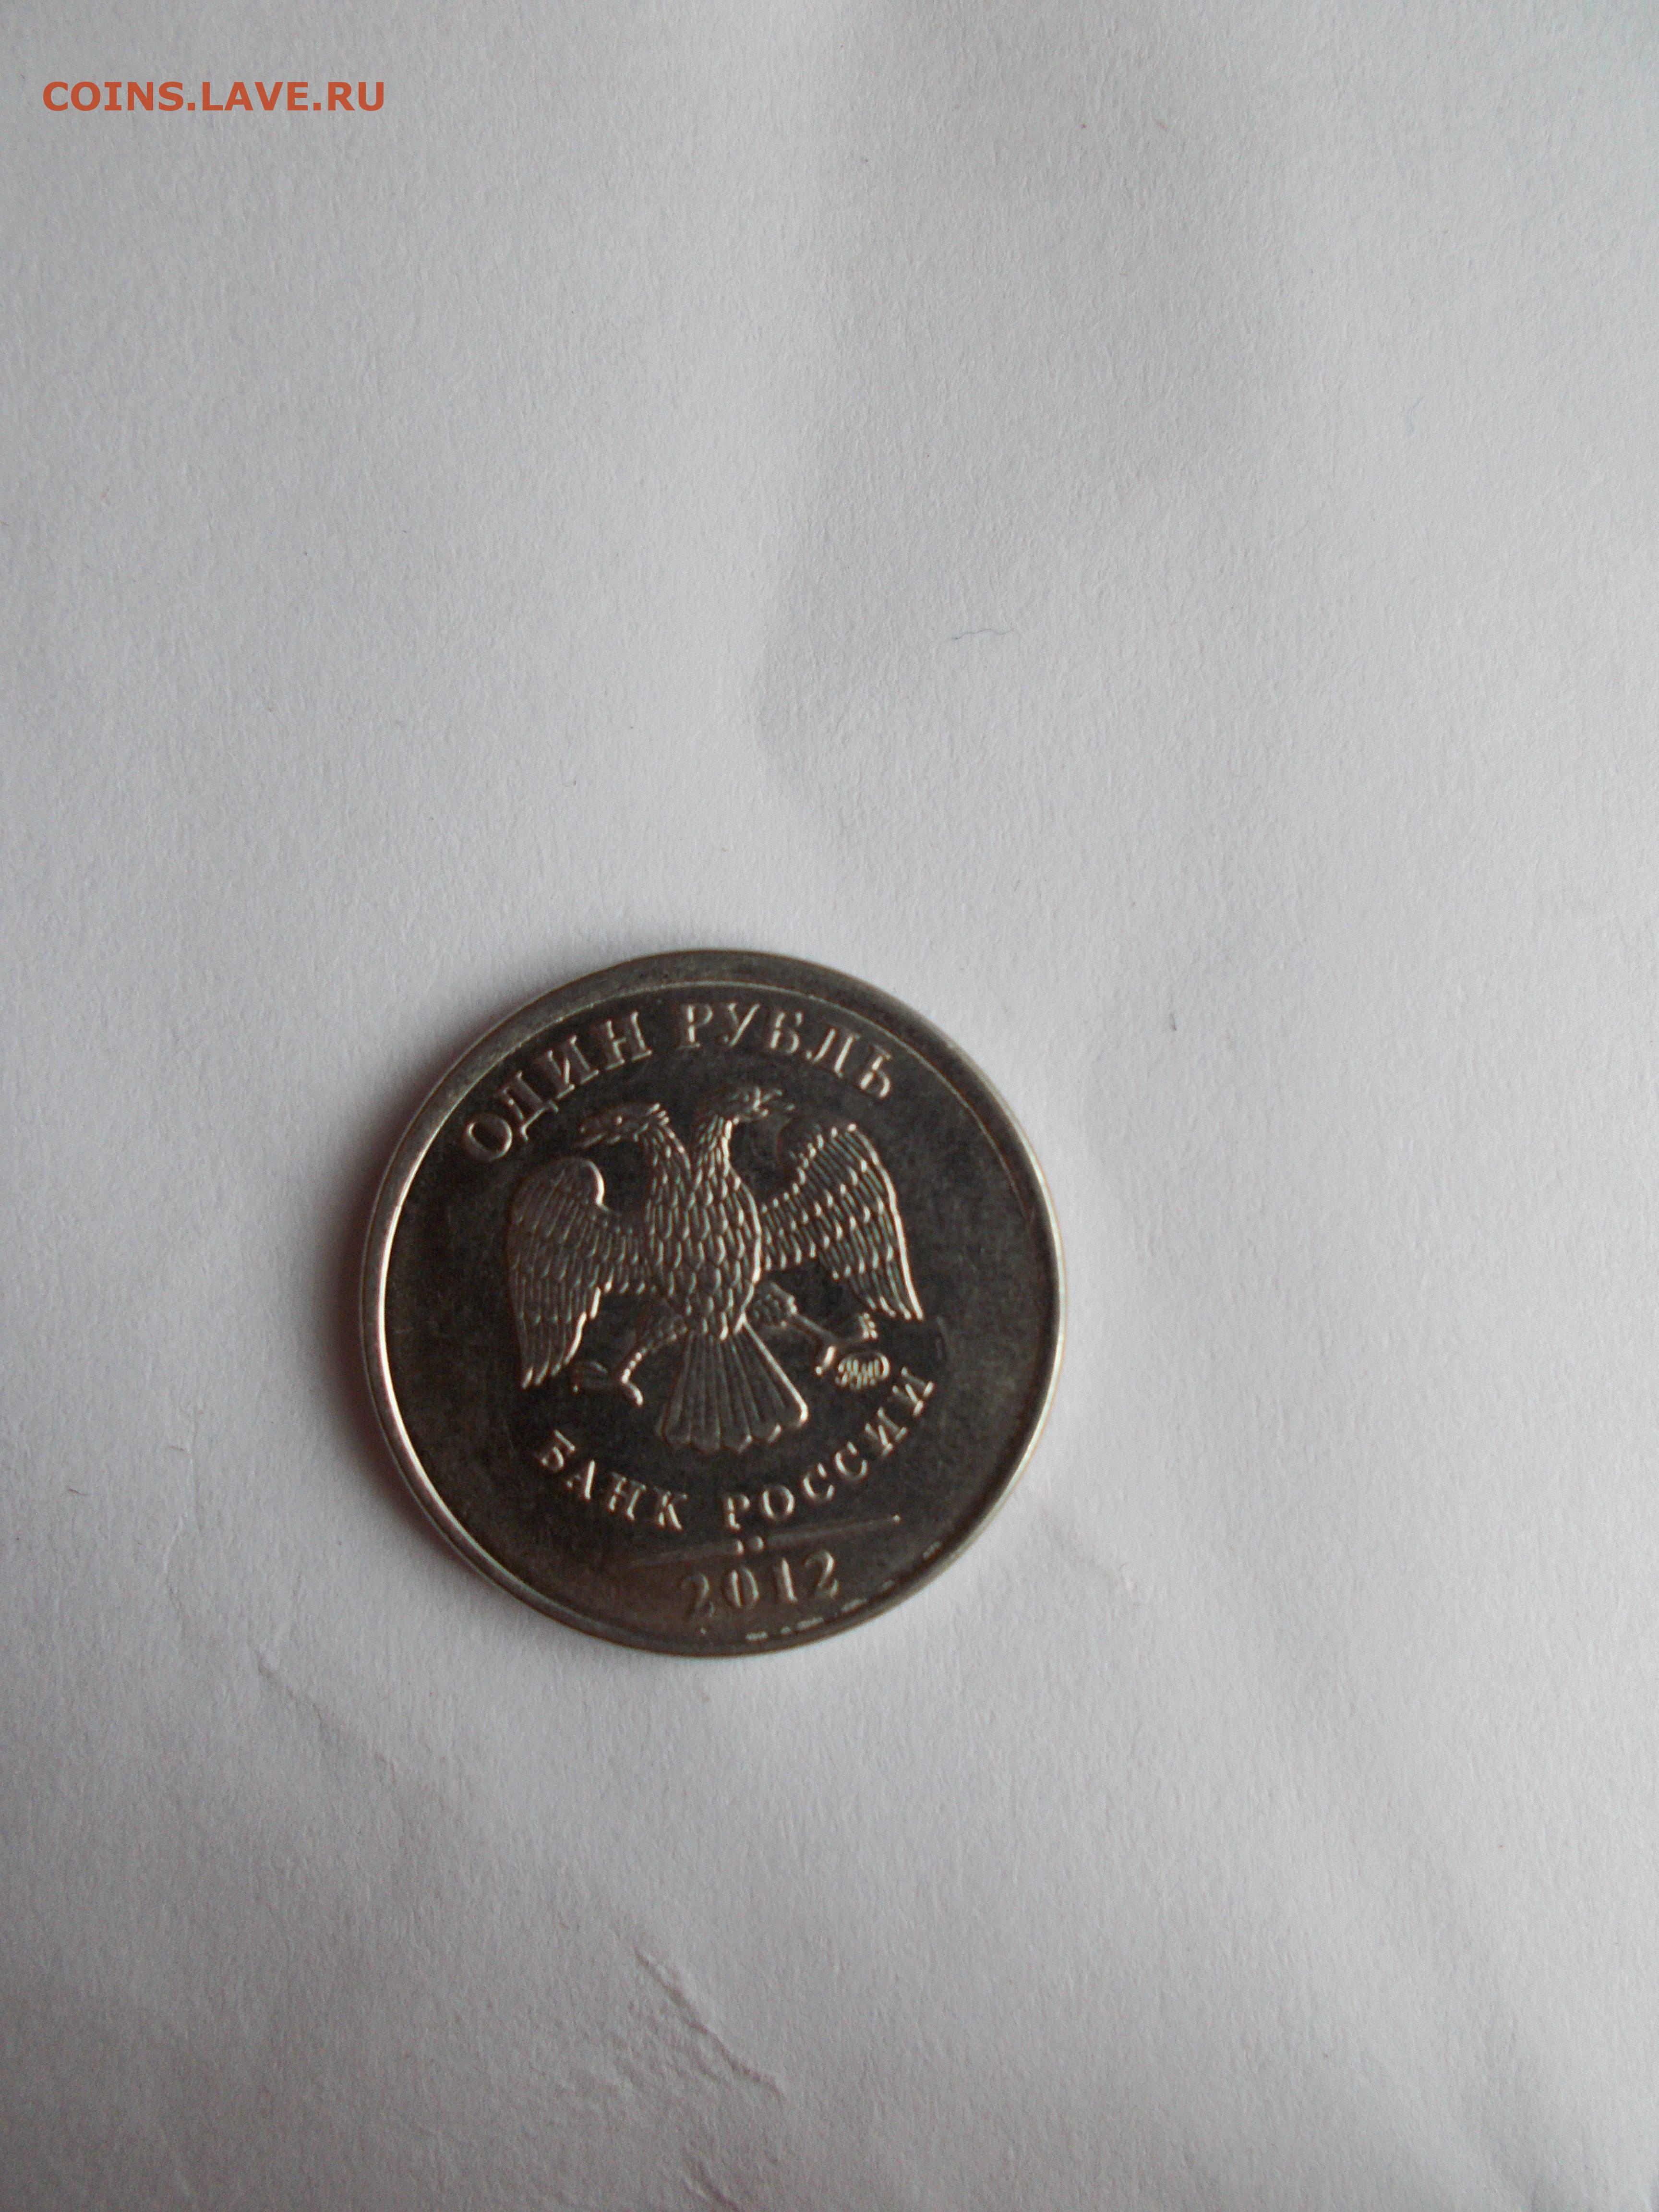 COINS.LAVE.RU
ОДИН РУБЛЬ
БАНК РОССИИ
2012